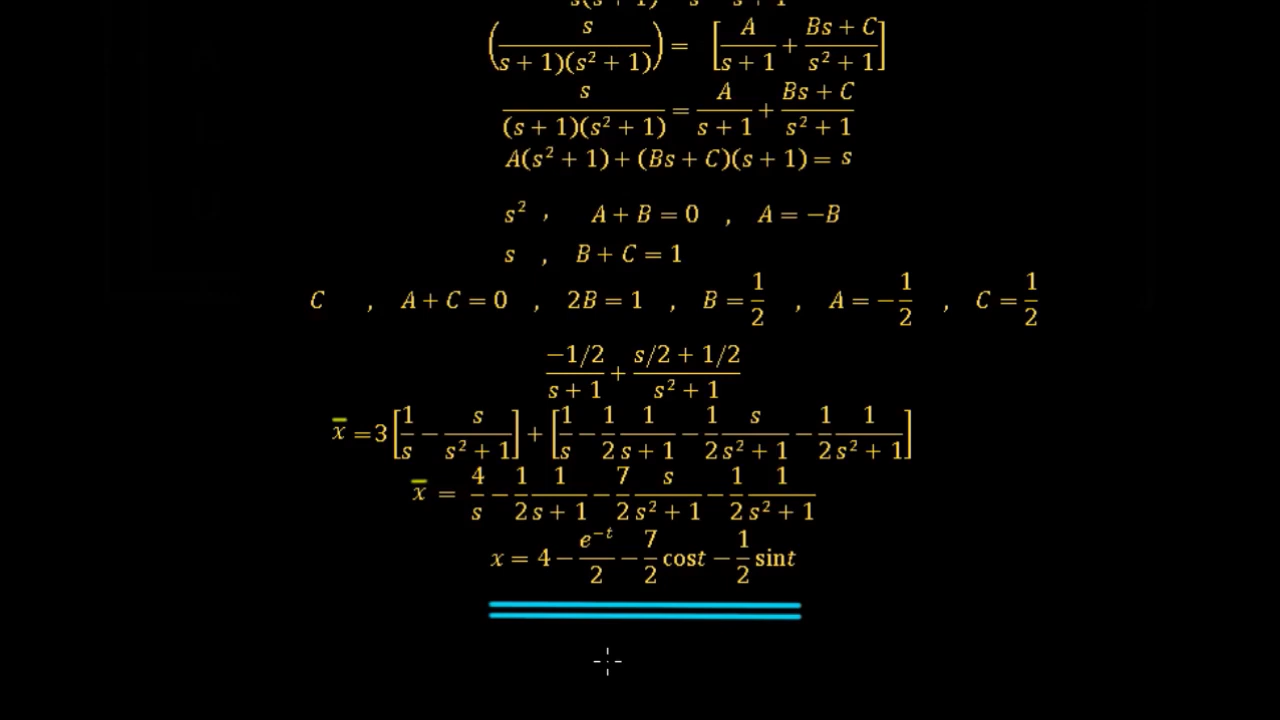 (s/((s + 1)(s² + 1))) = [A/(s + 1) + (Bs + C)/(s² + 1)]
s/((s + 1)(s² + 1)) = A/(s + 1) + (Bs + C)/(s² + 1)
A(s² + 1) + (Bs + C)(s + 1) = s
s² , A + B = 0 , A = −B
s , B + C = 1
C , A + C = 0 , 2B = 1 , B = 1/2 , A = −1/2 , C = 1/2
(−1/2)/(s + 1) + (s/2 + 1/2)/(s² + 1)
x̅ = 3[1/s − s/(s² + 1)] + [1/s − 1/2 1/(s + 1) − 1/2 s/(s² + 1) − 1/2 1/(s² + 1)]
x̅ = 4/s − 1/2 1/(s + 1) − 7/2 s/(s² + 1) − 1/2 1/(s² + 1)
x = 4 − e⁻ᵗ/2 − 7/2 cost − 1/2 sint